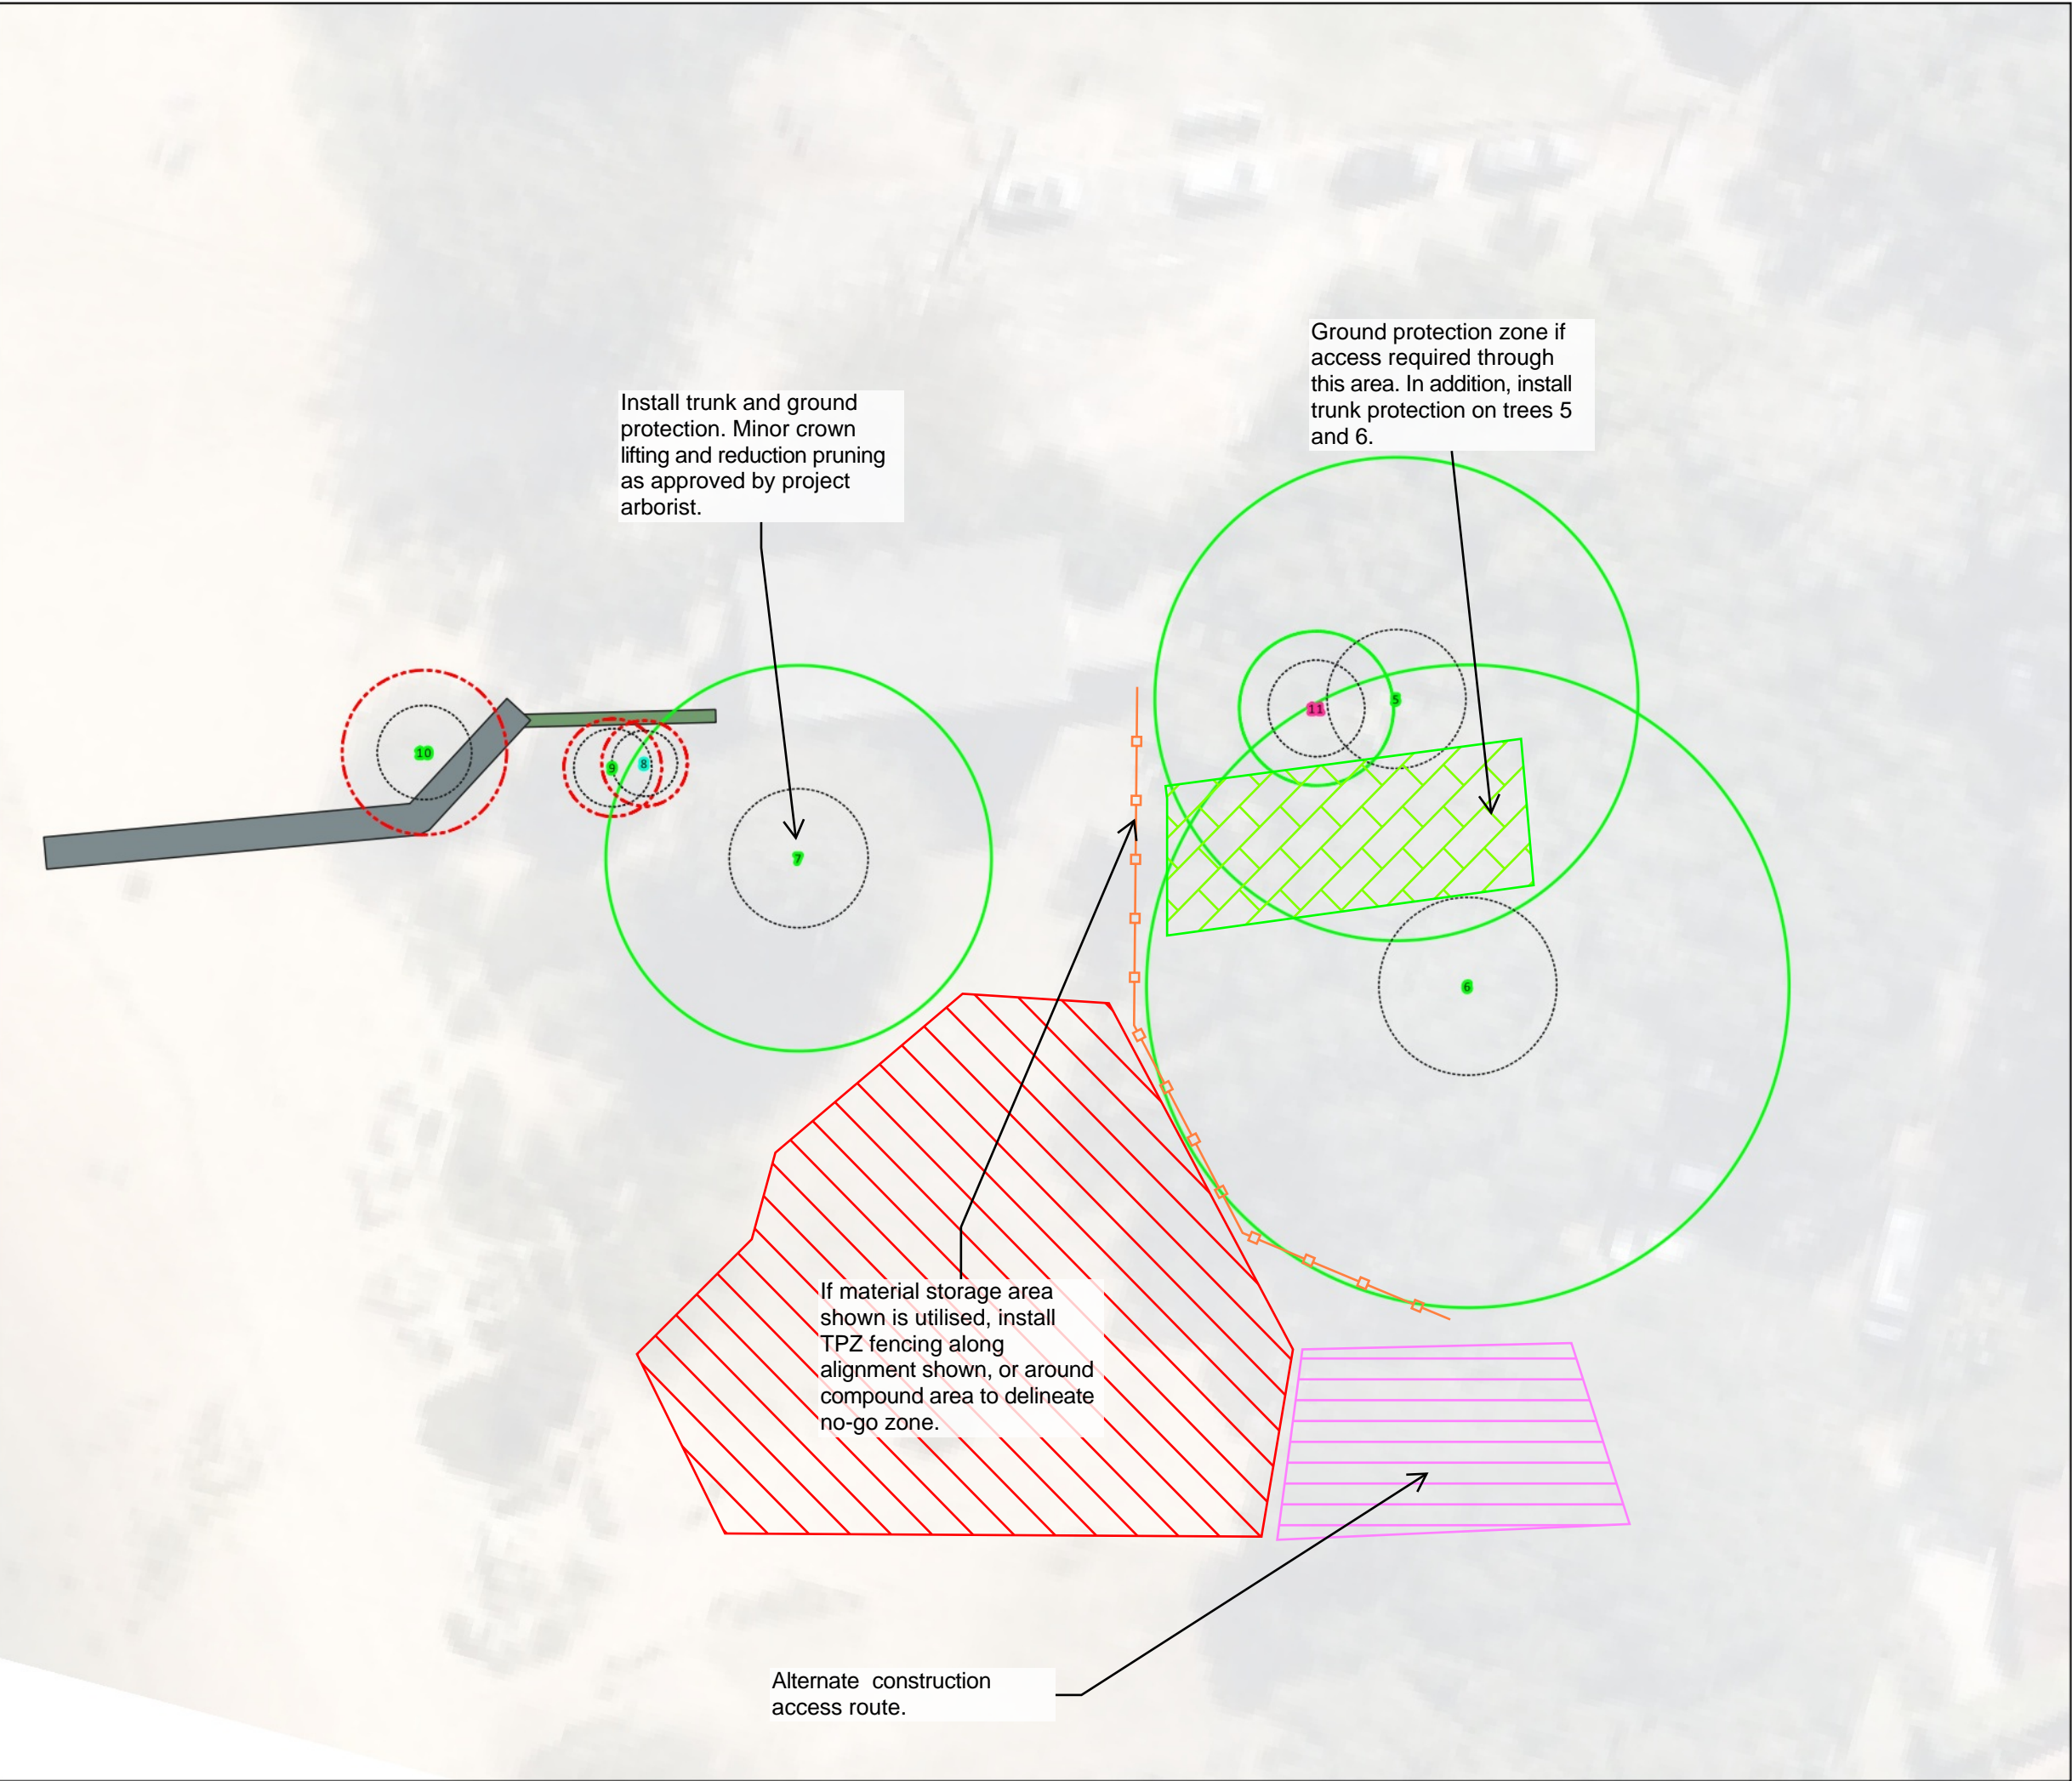 Ground protection zone if
access required through
this area. In addition, install
trunk protection on trees 5
and 6.
Install trunk and ground
protection. Minor crown
lifting and reduction pruning
as approved by project
arborist.
5
11
10
9
8
7
6
If material storage area
shown is utilised, install
TPZ fencing along
alignment shown, or around
compound area to delineate
no-go zone.
Alternate construction
access route.